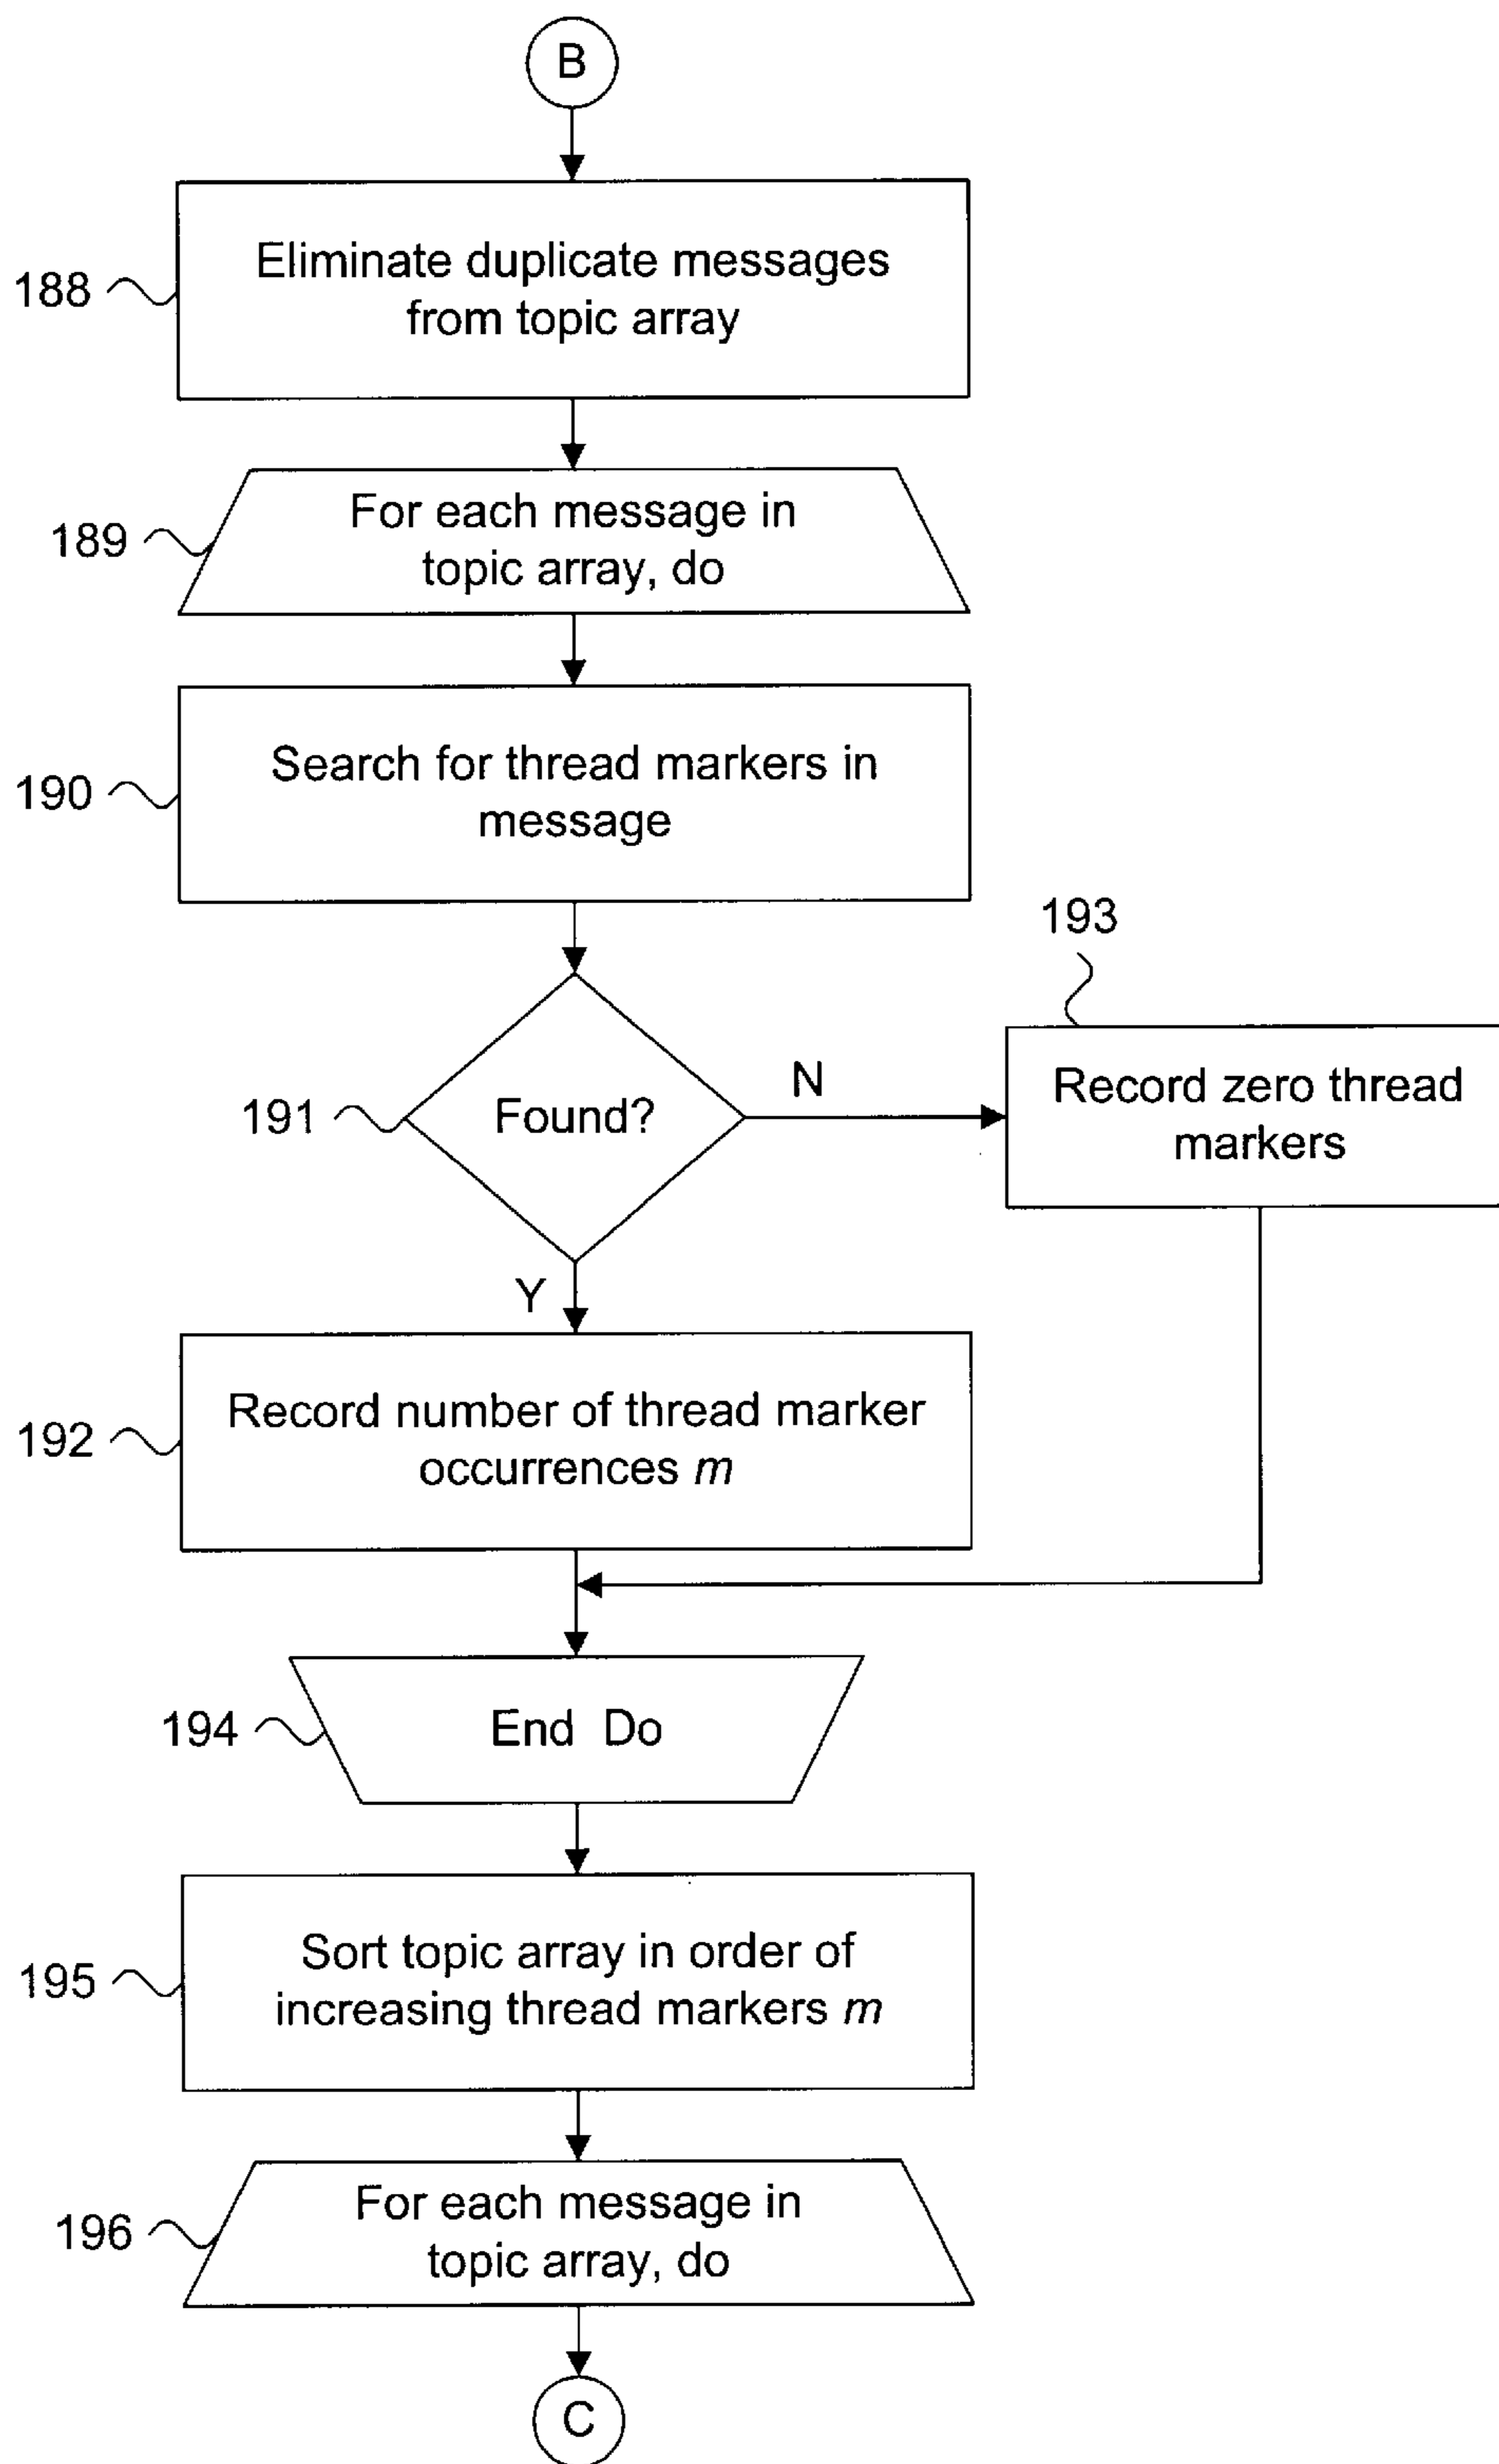 B
Eliminate duplicate messages
from topic array
188
For each message in
topic array, do
189
Search for thread markers in
message
190
193
Found?
191
N
Record zero thread
markers
Y
Record number of thread marker
occurrences m
192
End Do
194
Sort topic array in order of
increasing thread markers m
195
For each message in
topic array, do
196
C